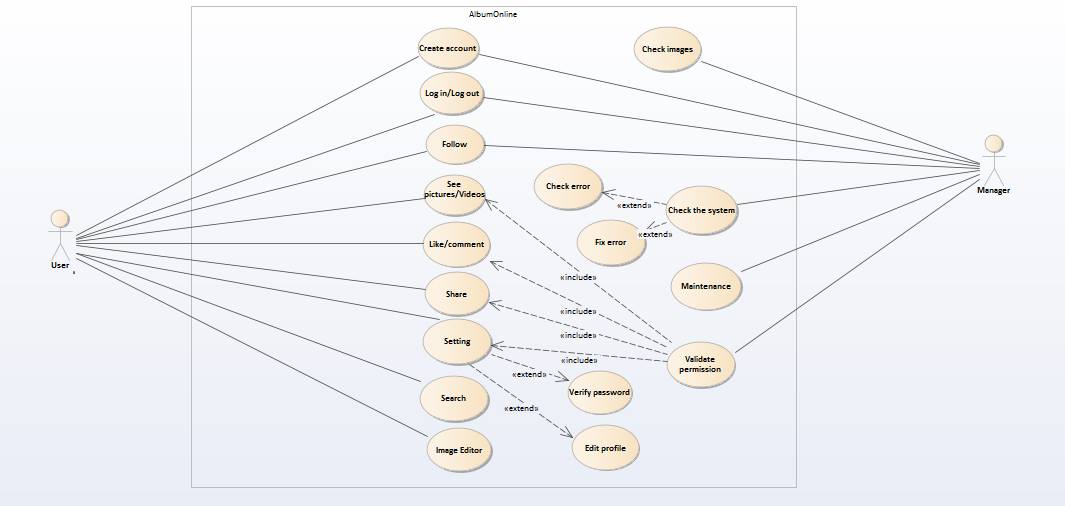 AlbumOnline
Create account
Check images
Log in/Log out
Follow
Manager
See
pictures/Videos
Check error
«extend»
Check the system
Fix error
«extend»
User
Like/comment
«include»
Maintenance
Share
«include»
«include»
Setting
«include»
Validate
permission
«extend»
Verify password
Search
«extend»
Image Editor
Edit profile